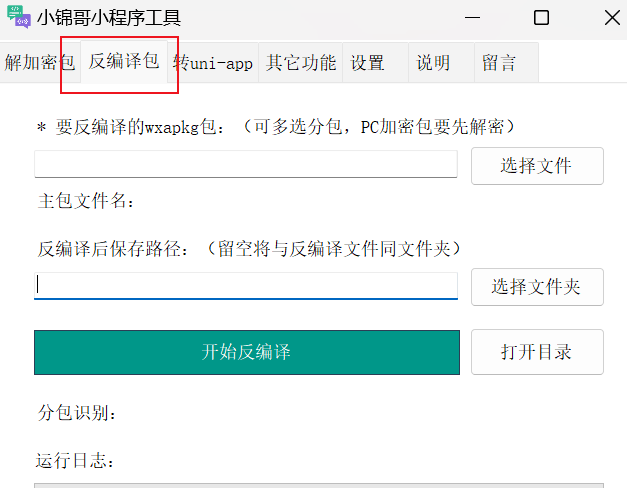 小锦哥小程序工具
解加密包 反编译包 转uni-app 其它功能 设置 说明 留言
* 要反编译的wxapkg包：（可多选分包，PC加密包要先解密）
选择文件
主包文件名：
反编译后保存路径：（留空将与反编译文件同文件夹）
选择文件夹
开始反编译 打开目录
分包识别：
运行日志：